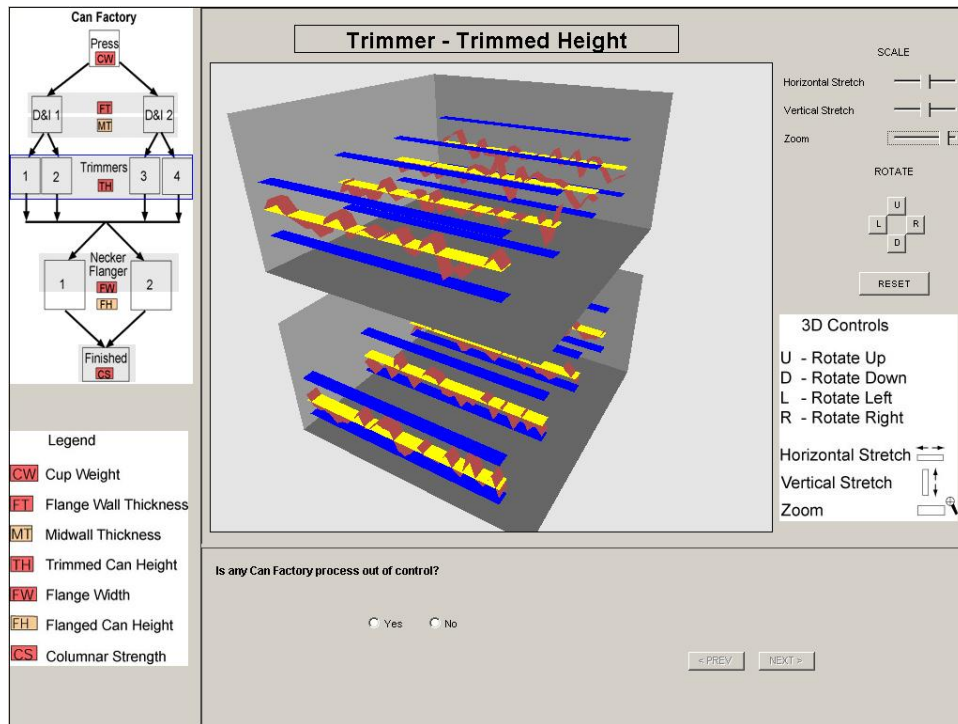 Can Factory
Press
CW
D&I 1
FT
MT
D&I 2
1
2
Trimmers
TH
3
4
Necker
Flanger
1
FW
FH
2
Finished
CS
Legend
CW Cup Weight
FT Flange Wall Thickness
MT Midwall Thickness
TH Trimmed Can Height
FW Flange Width
FH Flanged Can Height
CS Columnar Strength
Trimmer - Trimmed Height
SCALE
Horizontal Stretch
Vertical Stretch
Zoom
ROTATE
U
L R
D
RESET
3D Controls
U - Rotate Up
D - Rotate Down
L - Rotate Left
R - Rotate Right
Horizontal Stretch
Vertical Stretch
Zoom
Is any Can Factory process out of control?
Yes No
< PREV NEXT >